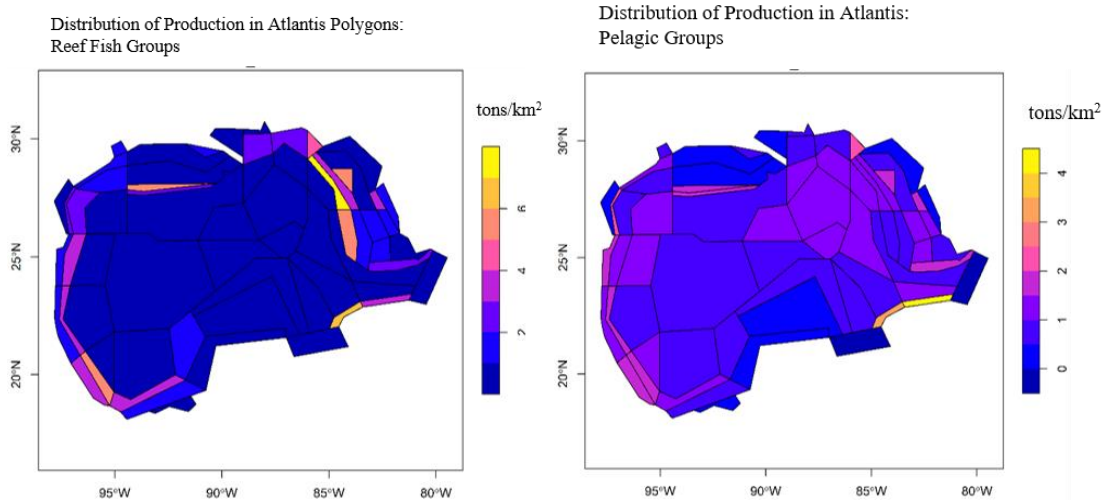 Distribution of Production in Atlantis Polygons:
Reef Fish Groups
tons/km²
30°N
25°N
20°N
95°W
90°W
85°W
80°W
6
4
2
Distribution of Production in Atlantis:
Pelagic Groups
tons/km²
30°N
25°N
20°N
95°W
90°W
85°W
80°W
4
3
2
1
0